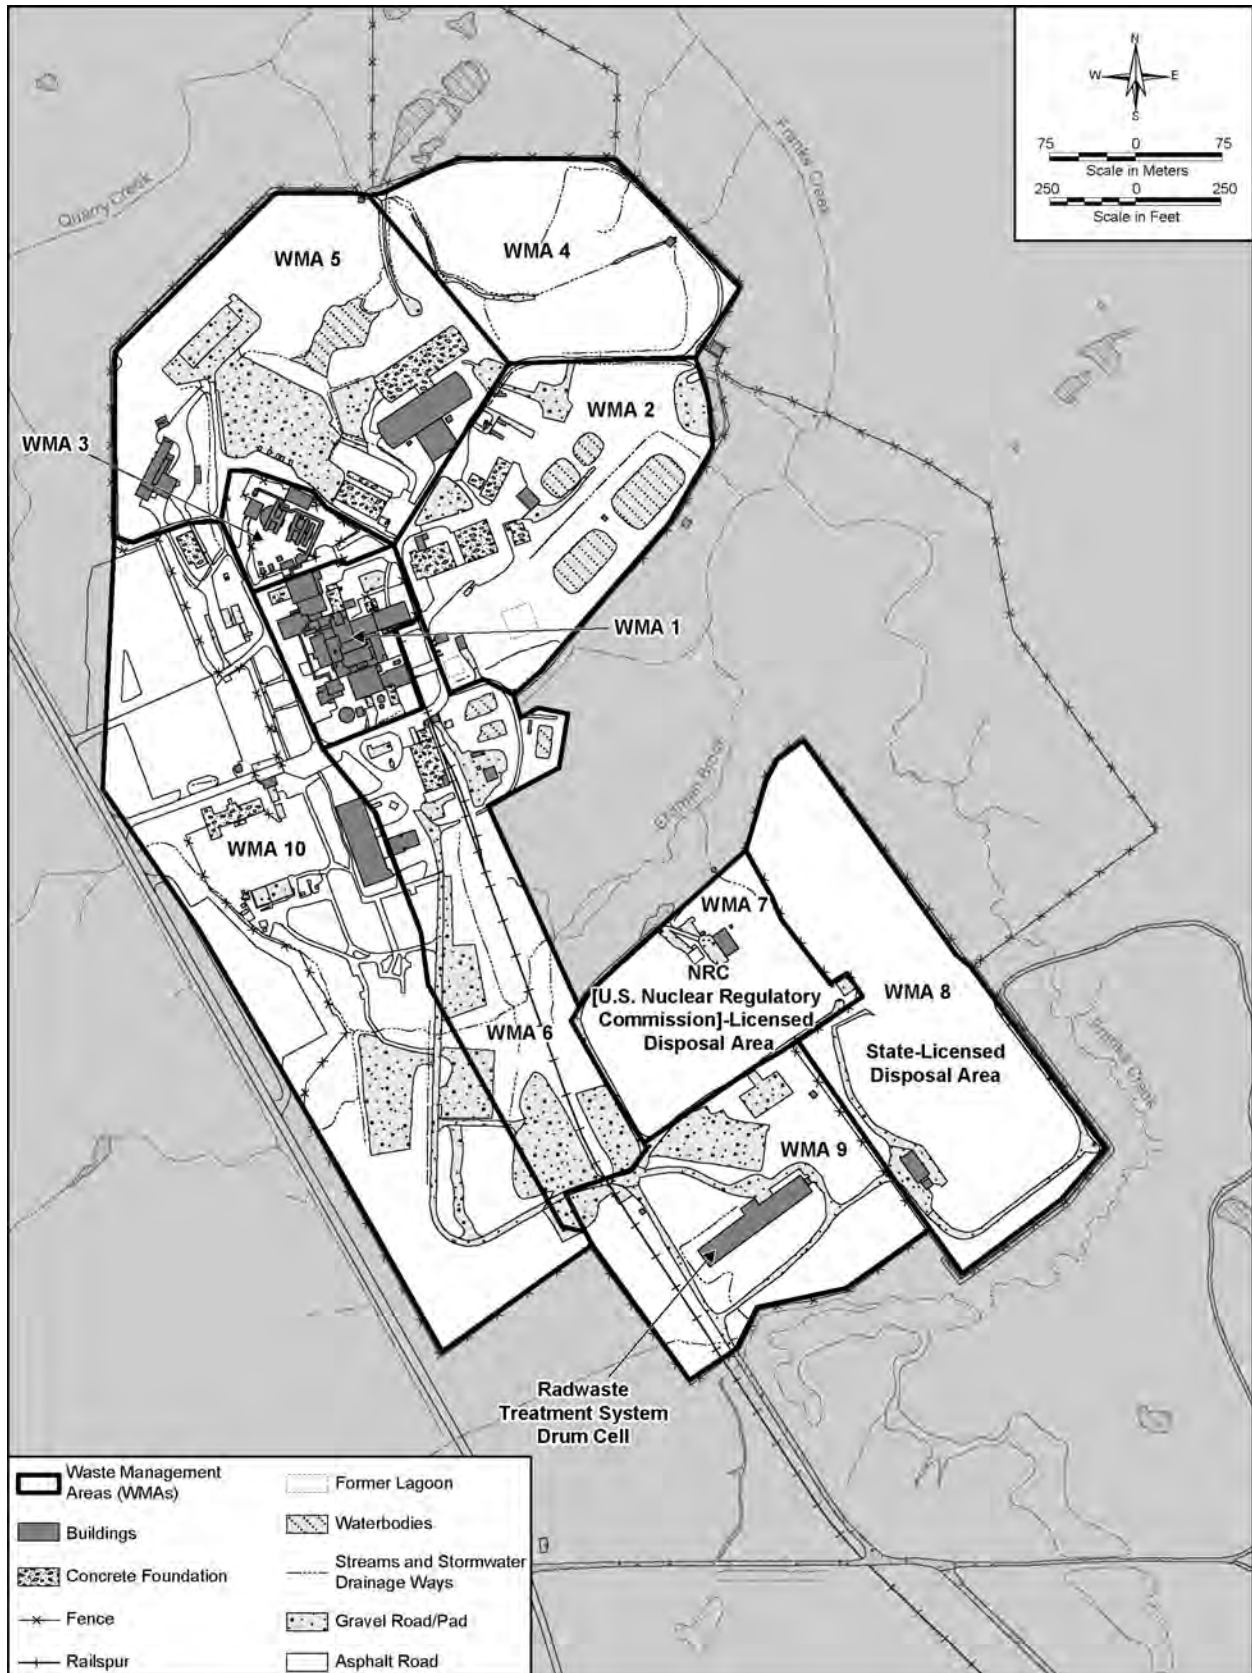 N
W E
S
75 0 75
Scale in Meters
250 0 250
Scale in Feet
Quarry Creek
Franks Creek
WMA 5
WMA 4
WMA 2
WMA 3
WMA 1
Erdman Brook
WMA 10
WMA 7
NRC
[U.S. Nuclear Regulatory
Commission]-Licensed
Disposal Area
WMA 8
State-Licensed
Disposal Area
WMA 6
Franks Creek
WMA 9
Radwaste
Treatment System
Drum Cell
Waste Management
Areas (WMAs)
Buildings
Concrete Foundation
Fence
Railspur
Former Lagoon
Waterbodies
Streams and Stormwater
Drainage Ways
Gravel Road/Pad
Asphalt Road